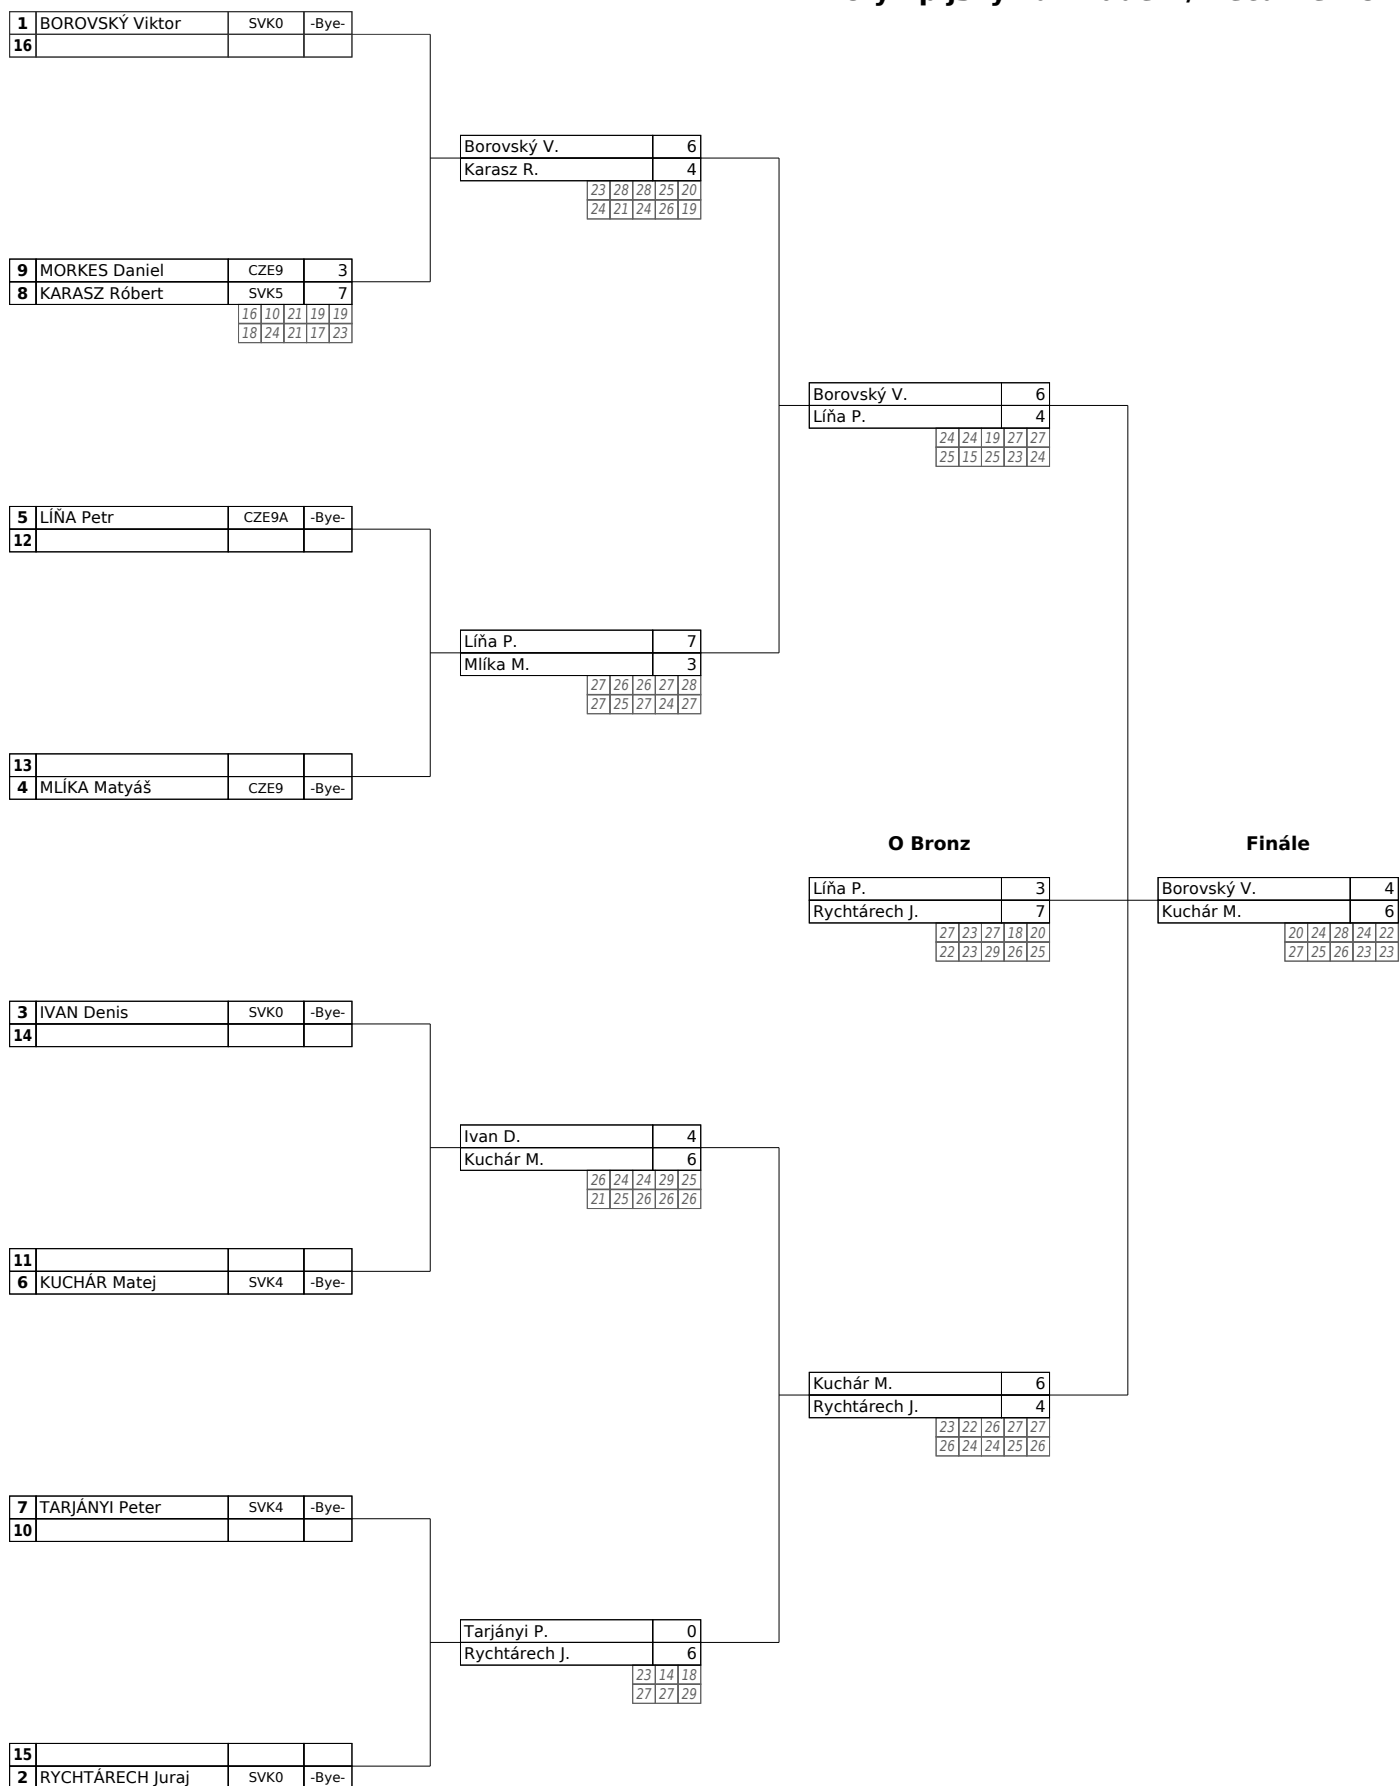 1 BOROVSKÝ Viktor SVK0 -Bye-
16
Borovský V. 6
Karasz R. 4
23 28 28 25 20
24 21 24 26 19
9 MORKES Daniel CZE9 3
8 KARASZ Róbert SVK5 7
16 10 21 19 19
18 24 21 17 23
Borovský V. 6
Líňa P. 4
24 24 19 27 27
25 15 25 23 24
5 LÍŇA Petr CZE9A -Bye-
12
Líňa P. 7
Mlíka M. 3
27 26 26 27 28
27 25 27 24 27
13
4 MLÍKA Matyáš CZE9 -Bye-
O Bronz
Finále
Líňa P. 3
Rychtárech J. 7
27 23 27 18 20
22 23 29 26 25
Borovský V. 4
Kuchár M. 6
20 24 28 24 22
27 25 26 23 23
3 IVAN Denis SVK0 -Bye-
14
Ivan D. 4
Kuchár M. 6
26 24 24 29 25
21 25 26 26 26
11
6 KUCHÁR Matej SVK4 -Bye-
Kuchár M. 6
Rychtárech J. 4
23 22 26 27 27
26 24 24 25 26
7 TARJÁNYI Peter SVK4 -Bye-
10
Tarjányi P. 0
Rychtárech J. 6
23 14 18
27 27 29
15
2 RYCHTÁRECH Juraj SVK0 -Bye-